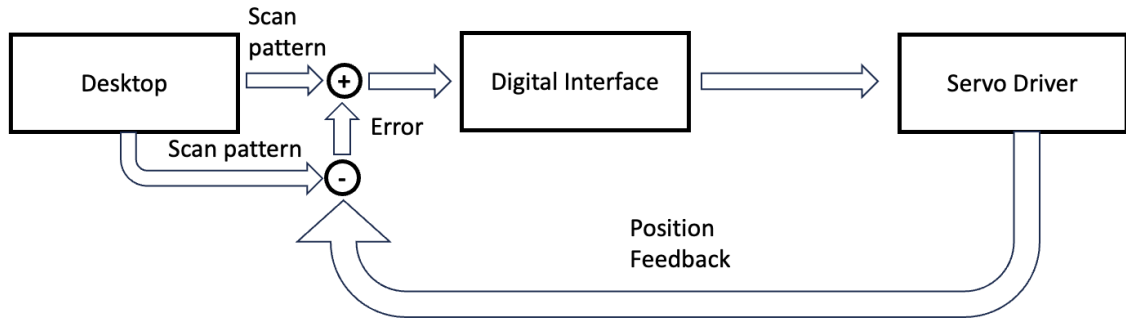 Scan
pattern
Desktop
+
Digital Interface
Servo Driver
Error
Scan pattern
-
Position
Feedback